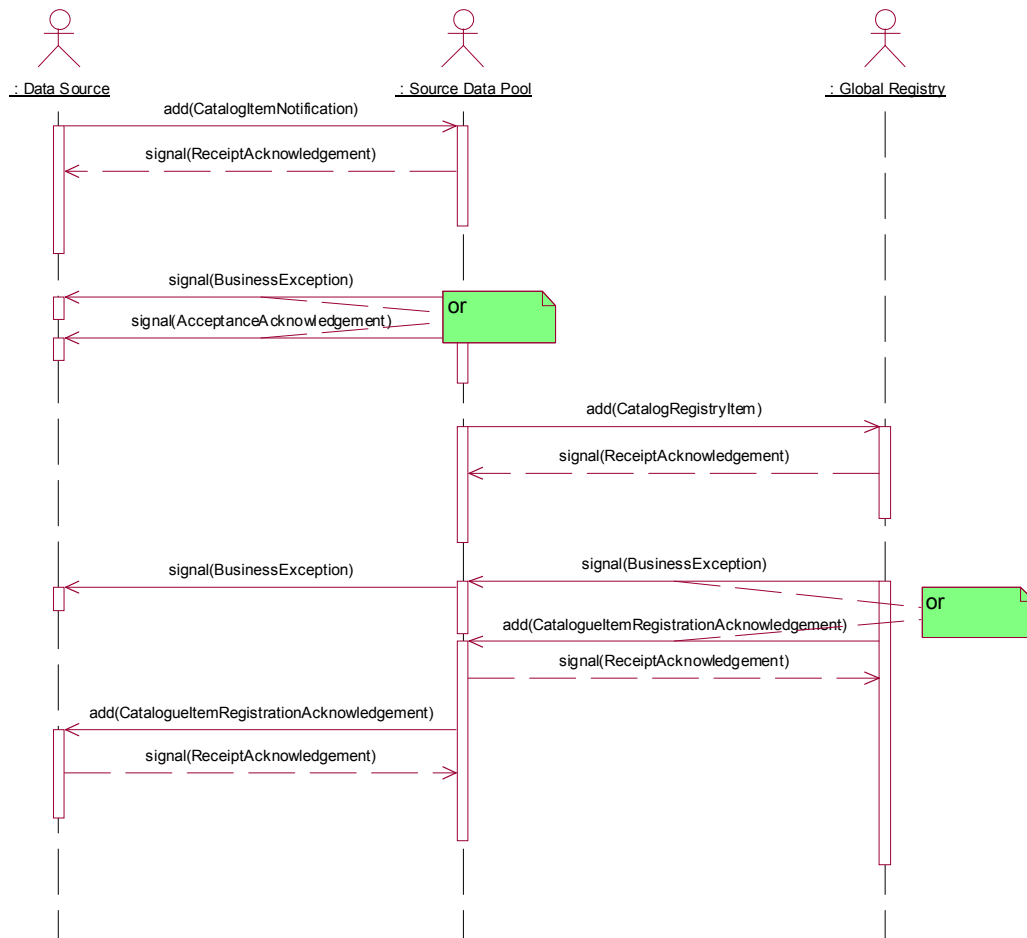 : Data Source
: Source Data Pool
: Global Registry
add(CatalogItemNotification)
signal(ReceiptAcknowledgement)
signal(BusinessException)
or
signal(AcceptanceAcknowledgement)
add(CatalogRegistryItem)
signal(ReceiptAcknowledgement)
signal(BusinessException)
signal(BusinessException)
or
add(CatalogueItemRegistrationAcknowledgement)
signal(ReceiptAcknowledgement)
add(CatalogueItemRegistrationAcknowledgement)
signal(ReceiptAcknowledgement)